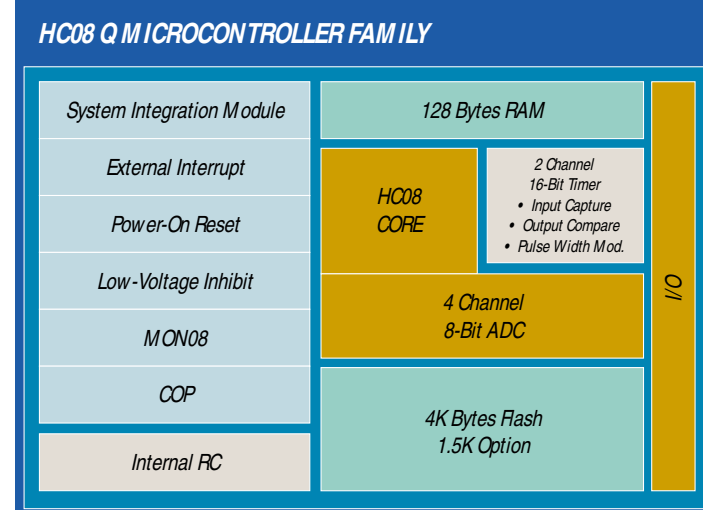 HC08 Q MICROCONTROLLER FAMILY
System Integration Module
External Interrupt
Power-On Reset
Low-Voltage Inhibit
MON08
COP
Internal RC
128 Bytes RAM
HC08
CORE
2 Channel
16-Bit Timer
• Input Capture
• Output Compare
• Pulse Width Mod.
4 Channel
8-Bit ADC
4K Bytes Flash
1.5K Option
I/O